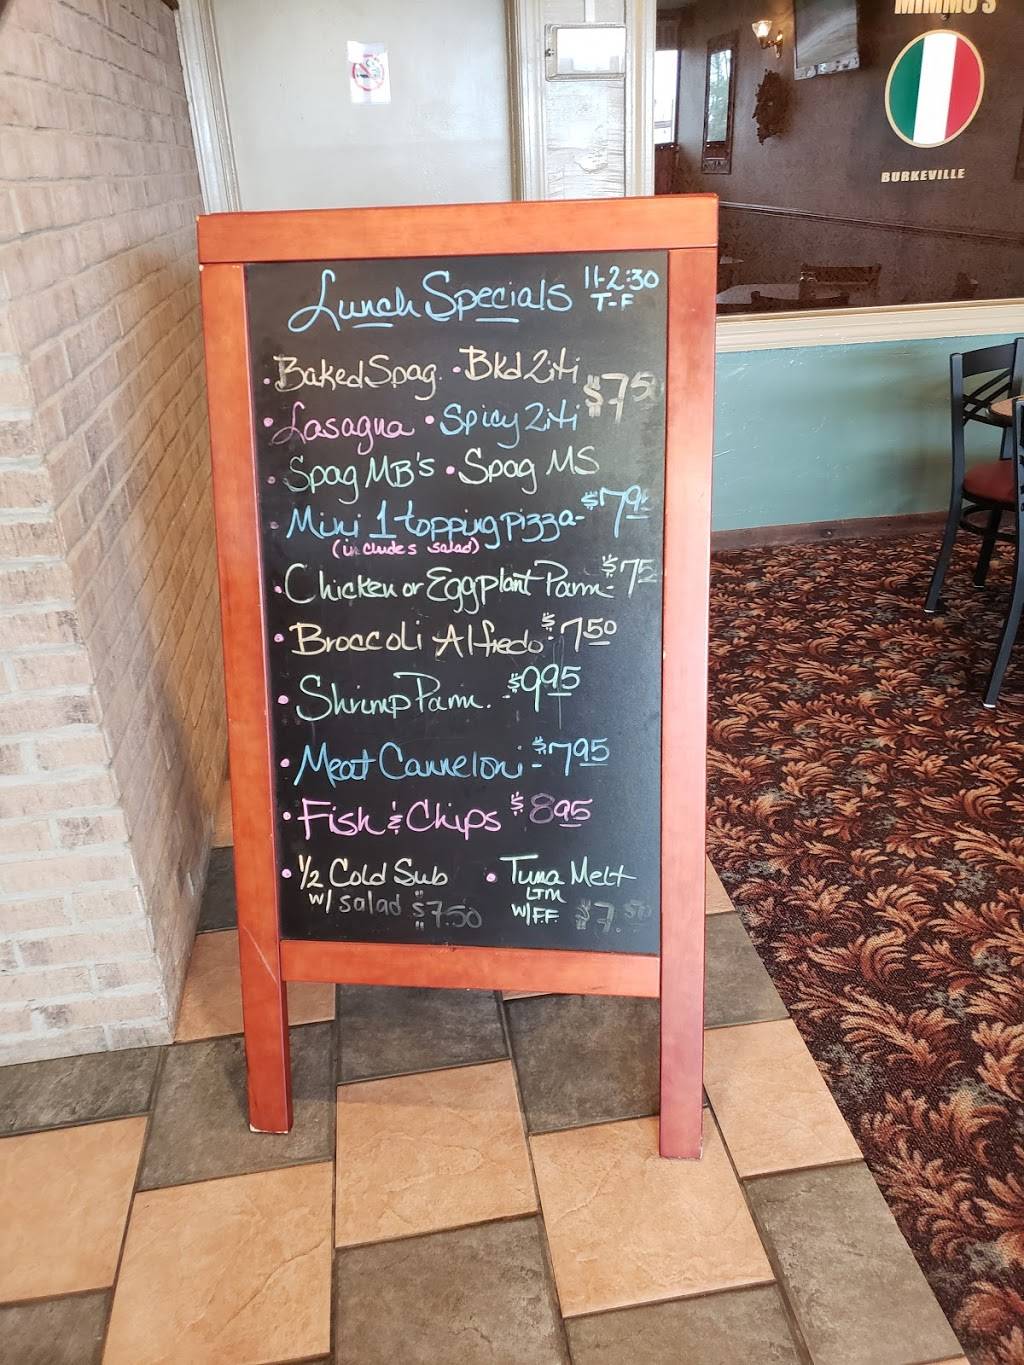 MIMMO'S
BURKEVILLE
Lunch Specials 11-2:30
T-F
• Baked Spag. • Bkd Ziti
$7.50
• Lasagna • Spicy Ziti
• Spag MB's • Spag MS
• Mini 1 topping pizza - $7.95
(includes salad)
• Chicken or Eggplant Parm - $7.5
• Broccoli Alfredo - $7.50
• Shrimp Parm. - $9.95
• Meat Canneloni - $7.95
• Fish & Chips $8.95
• 1/2 Cold Sub • Tuna Melt
LTM
w/ salad $7.50 w/ F.F. $7.50